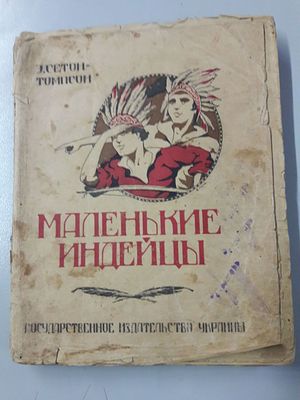 Э.СЕТОН-
ТОМПСОН
МАЛЕНЬКИЕ
ИНДЕЙЦЫ
ГОСУДАРСТВЕННОЕ ИЗДАТЕЛЬСТВО УКРАИНЫ